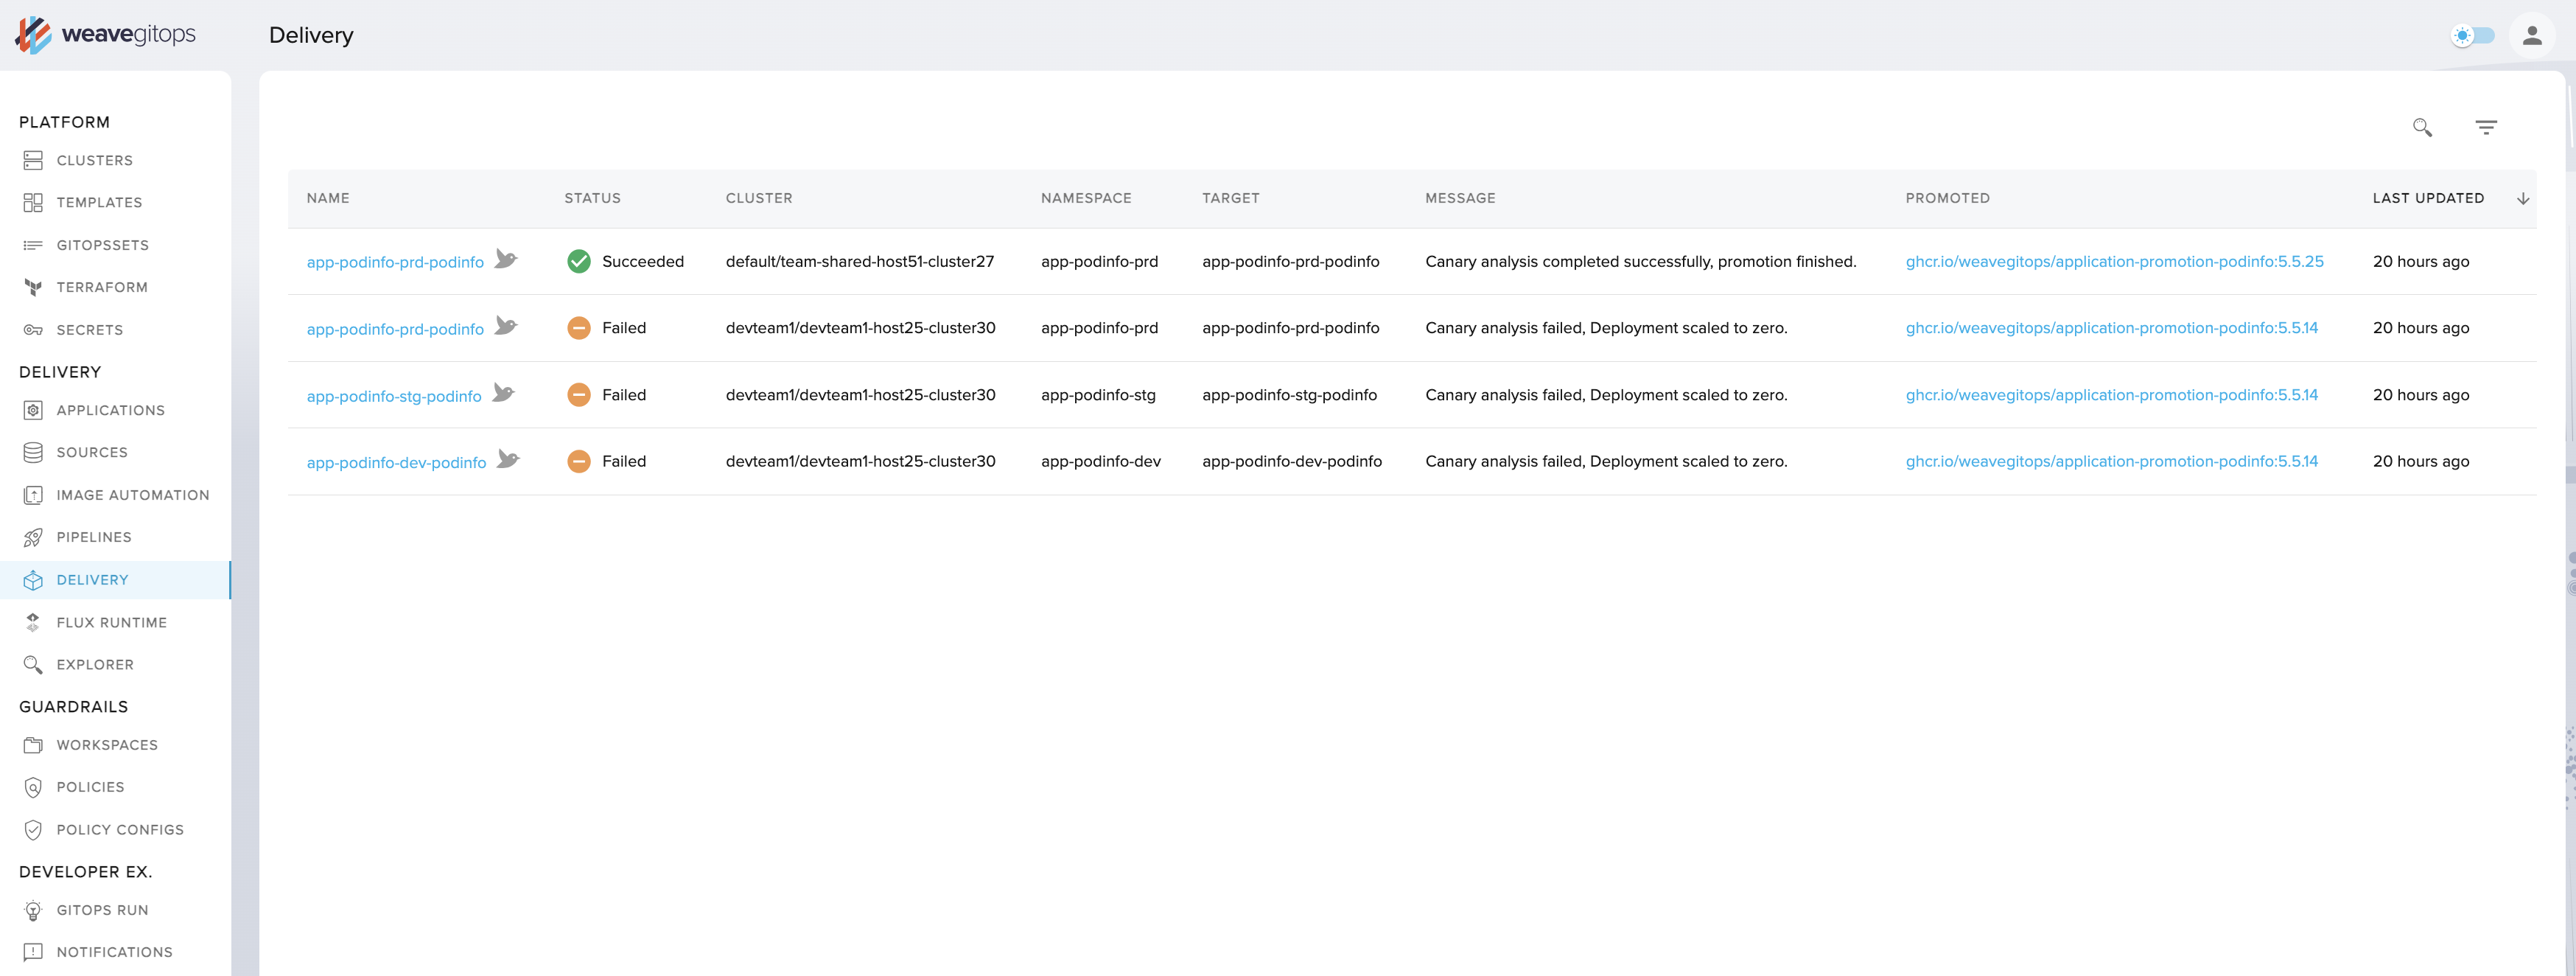 weavegitops
Delivery
PLATFORM
CLUSTERS
TEMPLATES
GITOPSSETS
TERRAFORM
SECRETS
DELIVERY
APPLICATIONS
SOURCES
IMAGE AUTOMATION
PIPELINES
DELIVERY
FLUX RUNTIME
EXPLORER
GUARDRAILS
WORKSPACES
POLICIES
POLICY CONFIGS
DEVELOPER EX.
GITOPS RUN
NOTIFICATIONS
NAME STATUS CLUSTER NAMESPACE TARGET MESSAGE PROMOTED LAST UPDATED
app-podinfo-prd-podinfo Succeeded default/team-shared-host51-cluster27 app-podinfo-prd app-podinfo-prd-podinfo Canary analysis completed successfully, promotion finished. ghcr.io/weavegitops/application-promotion-podinfo:5.5.25 20 hours ago
app-podinfo-prd-podinfo Failed devteam1/devteam1-host25-cluster30 app-podinfo-prd app-podinfo-prd-podinfo Canary analysis failed, Deployment scaled to zero. ghcr.io/weavegitops/application-promotion-podinfo:5.5.14 20 hours ago
app-podinfo-stg-podinfo Failed devteam1/devteam1-host25-cluster30 app-podinfo-stg app-podinfo-stg-podinfo Canary analysis failed, Deployment scaled to zero. ghcr.io/weavegitops/application-promotion-podinfo:5.5.14 20 hours ago
app-podinfo-dev-podinfo Failed devteam1/devteam1-host25-cluster30 app-podinfo-dev app-podinfo-dev-podinfo Canary analysis failed, Deployment scaled to zero. ghcr.io/weavegitops/application-promotion-podinfo:5.5.14 20 hours ago